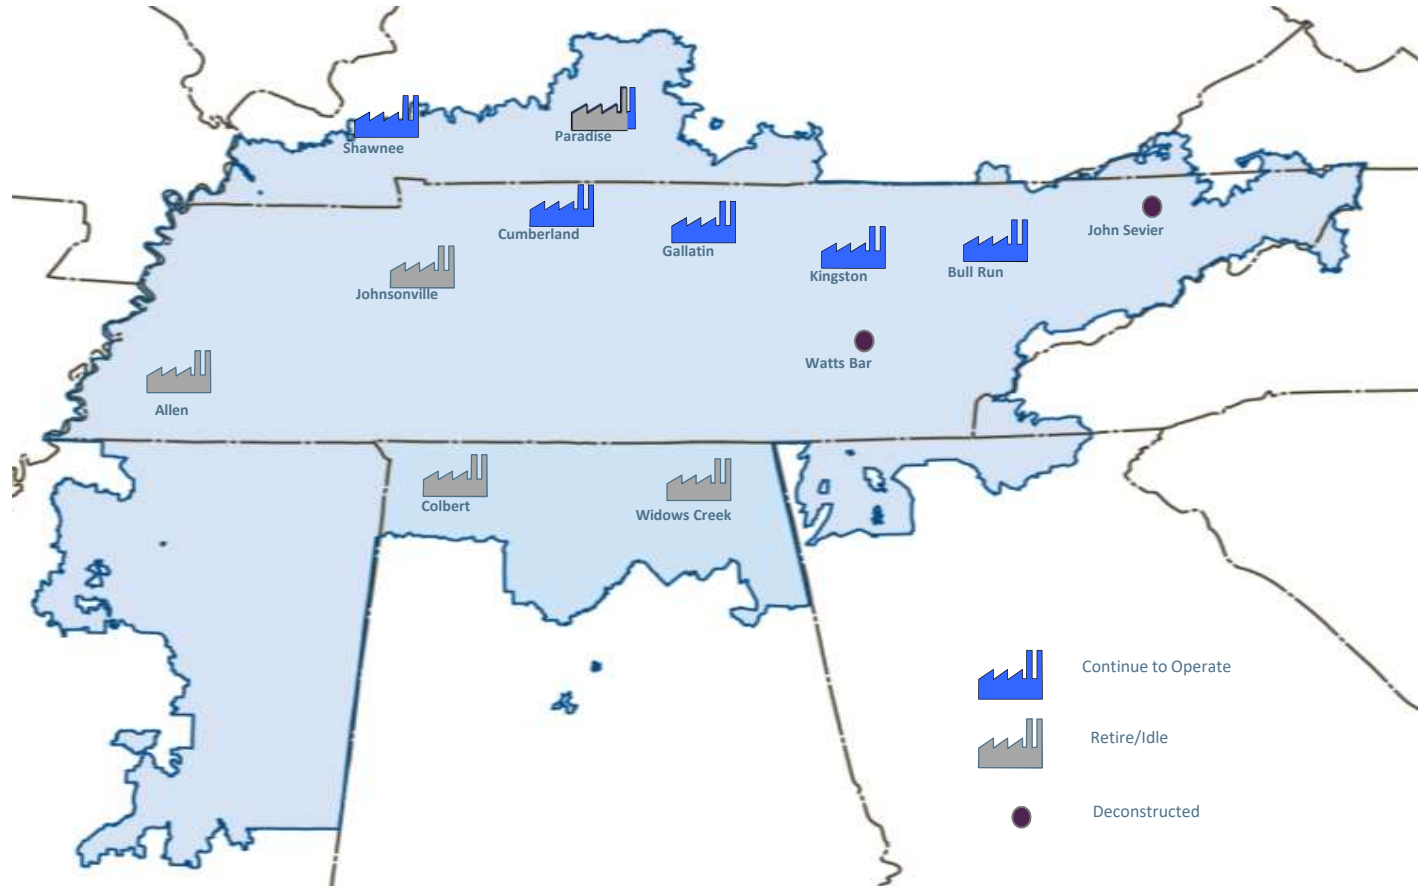 Shawnee
Paradise
Cumberland
Gallatin
Kingston
Bull Run
John Sevier
Johnsonville
Watts Bar
Allen
Colbert
Widows Creek
Continue to Operate
Retire/Idle
Deconstructed